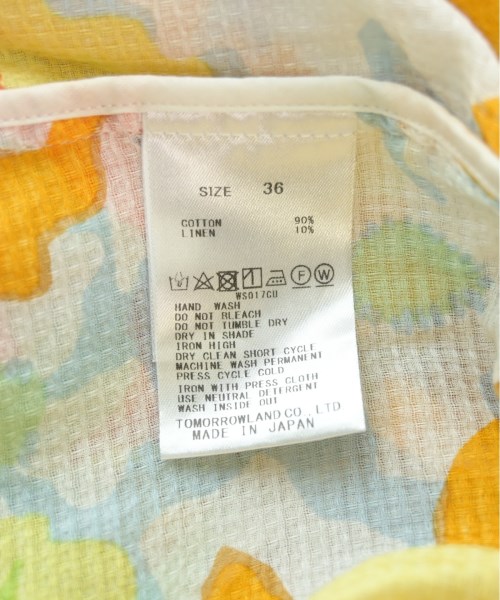 SIZE 36
COTTON 90%
LINEN 10%
F W
WS017GU
HAND WASH
DO NOT BLEACH
DO NOT TUMBLE DRY
DRY IN SHADE
IRON HIGH
DRY CLEAN SHORT CYCLE
MACHINE WASH PERMANENT
PRESS CYCLE COLD
IRON WITH PRESS CLOTH
USE NEUTRAL DETERGENT
WASH INSIDE OUT
TOMORROWLAND CO., LTD
MADE IN JAPAN